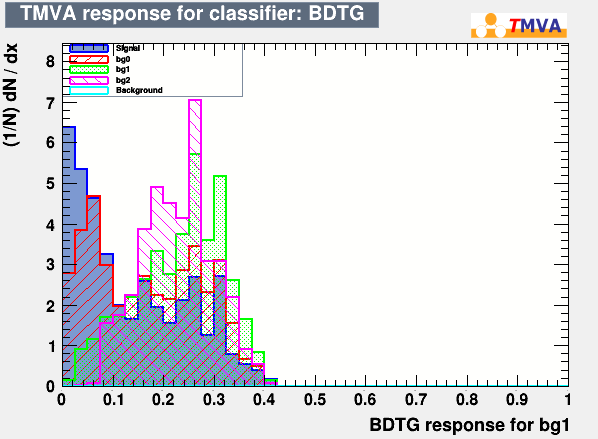 TMVA response for classifier: BDTG
TMVA
(1/N) dN / dx
Signal
bg0
bg1
bg2
Background
8
7
6
5
4
3
2
1
0
0 0.1 0.2 0.3 0.4 0.5 0.6 0.7 0.8 0.9 1
BDTG response for bg1